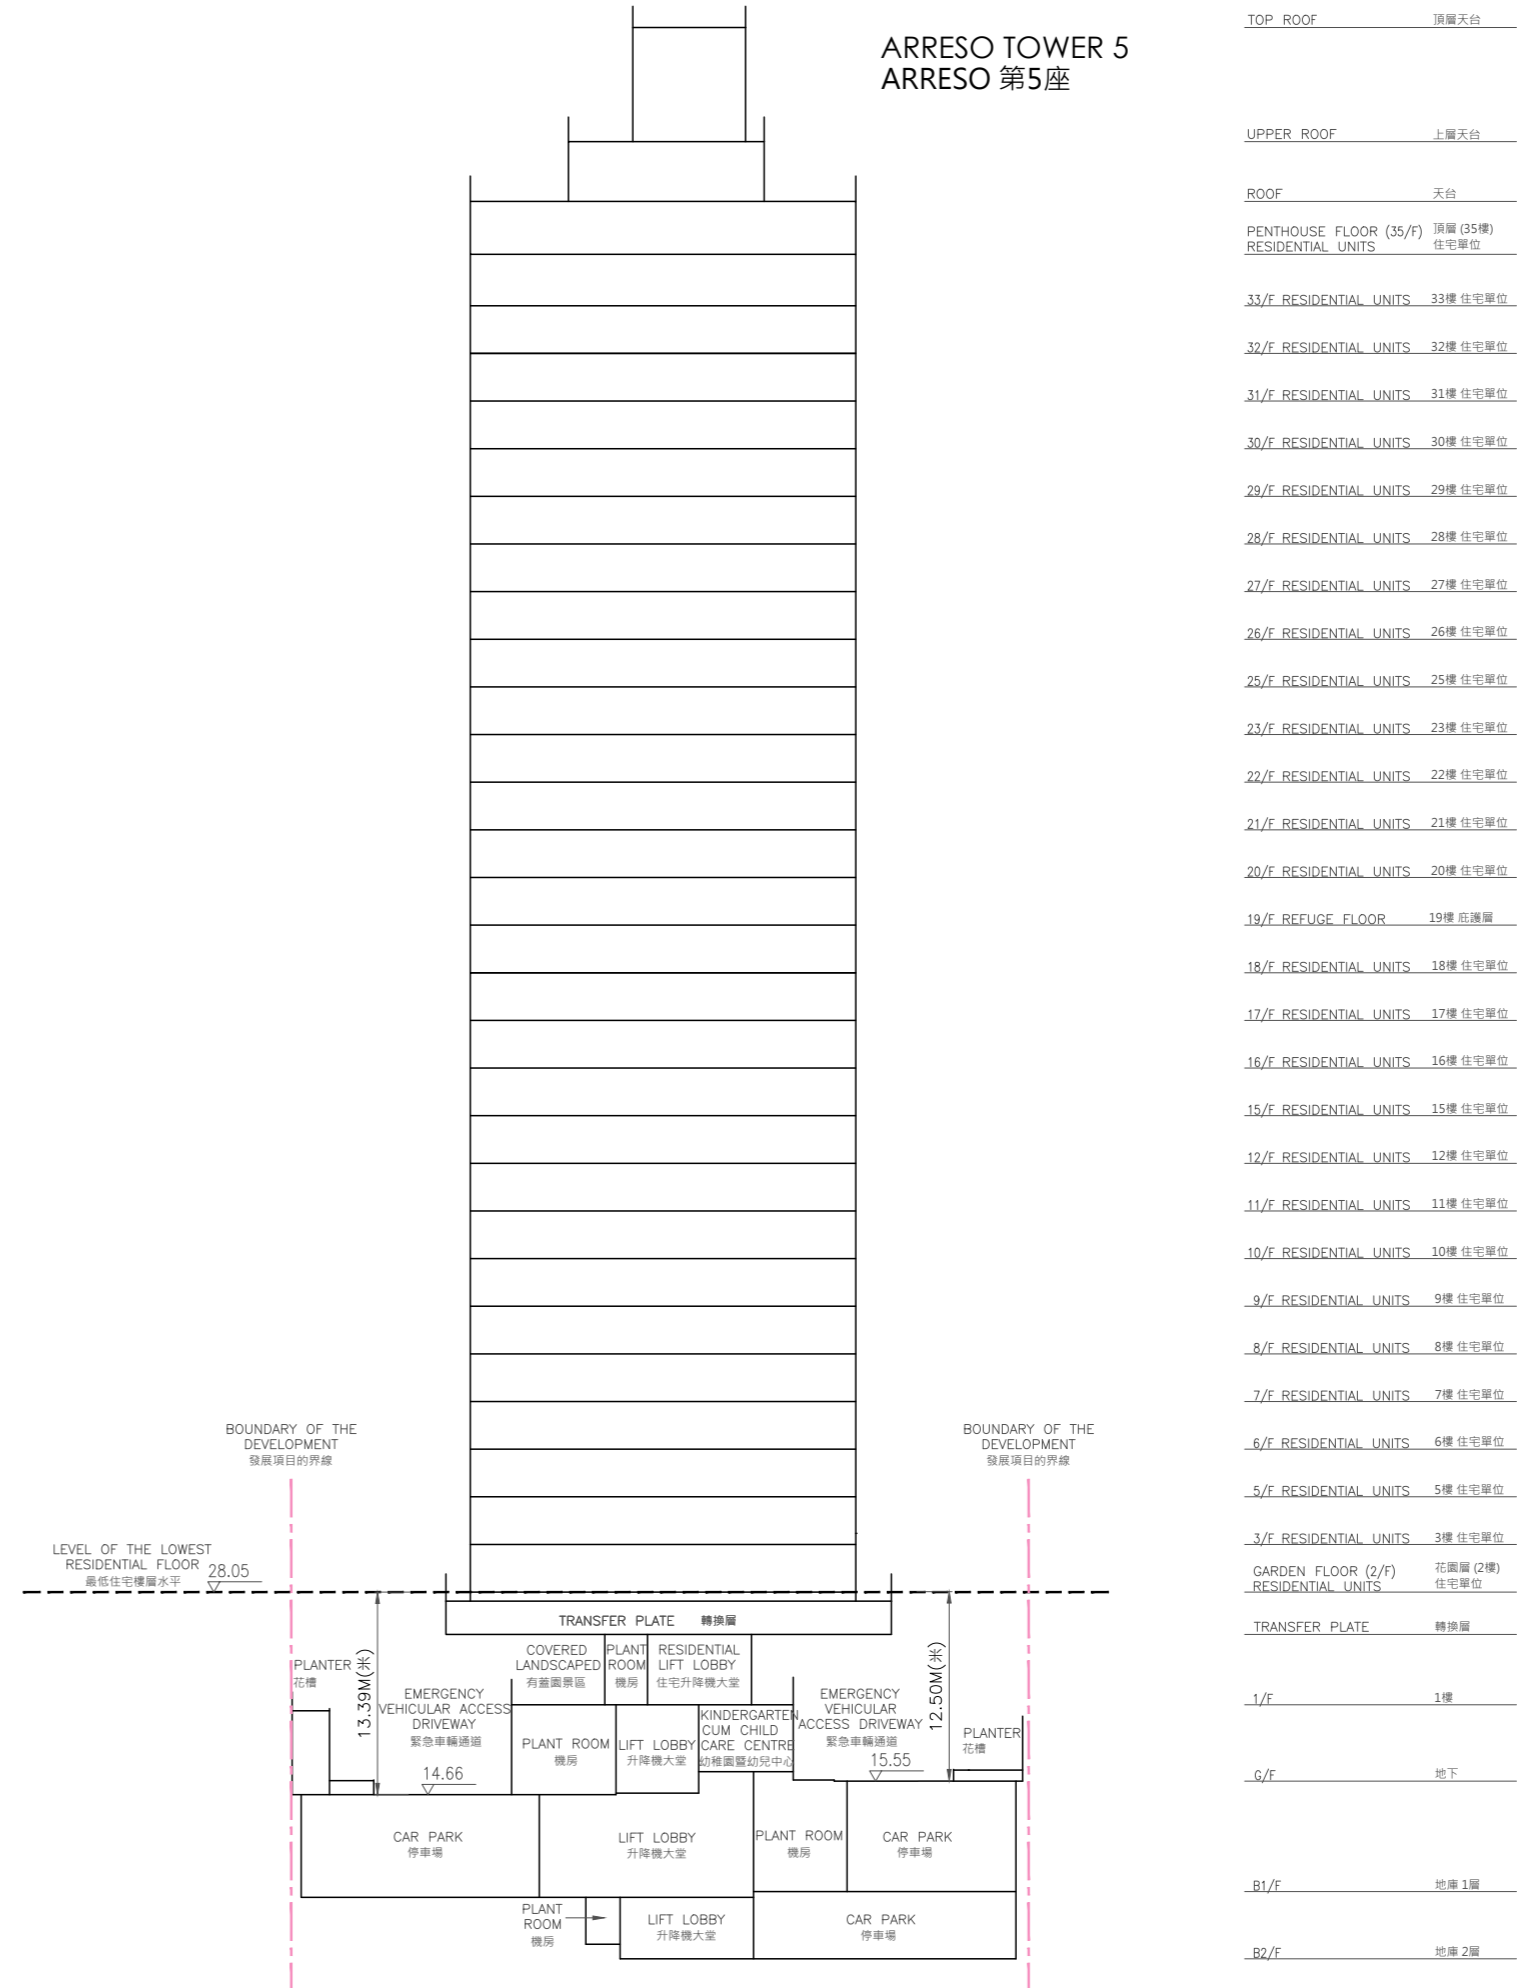 ARRESO TOWER 5
ARRESO 第5座
TOP ROOF 頂層天台
UPPER ROOF 上層天台
ROOF 天台
PENTHOUSE FLOOR (35/F) 頂層 (35樓)
RESIDENTIAL UNITS 住宅單位
33/F RESIDENTIAL UNITS 33樓 住宅單位
32/F RESIDENTIAL UNITS 32樓 住宅單位
31/F RESIDENTIAL UNITS 31樓 住宅單位
30/F RESIDENTIAL UNITS 30樓 住宅單位
29/F RESIDENTIAL UNITS 29樓 住宅單位
28/F RESIDENTIAL UNITS 28樓 住宅單位
27/F RESIDENTIAL UNITS 27樓 住宅單位
26/F RESIDENTIAL UNITS 26樓 住宅單位
25/F RESIDENTIAL UNITS 25樓 住宅單位
23/F RESIDENTIAL UNITS 23樓 住宅單位
22/F RESIDENTIAL UNITS 22樓 住宅單位
21/F RESIDENTIAL UNITS 21樓 住宅單位
20/F RESIDENTIAL UNITS 20樓 住宅單位
19/F REFUGE FLOOR 19樓 庇護層
18/F RESIDENTIAL UNITS 18樓 住宅單位
17/F RESIDENTIAL UNITS 17樓 住宅單位
16/F RESIDENTIAL UNITS 16樓 住宅單位
15/F RESIDENTIAL UNITS 15樓 住宅單位
12/F RESIDENTIAL UNITS 12樓 住宅單位
11/F RESIDENTIAL UNITS 11樓 住宅單位
10/F RESIDENTIAL UNITS 10樓 住宅單位
9/F RESIDENTIAL UNITS 9樓 住宅單位
8/F RESIDENTIAL UNITS 8樓 住宅單位
7/F RESIDENTIAL UNITS 7樓 住宅單位
6/F RESIDENTIAL UNITS 6樓 住宅單位
5/F RESIDENTIAL UNITS 5樓 住宅單位
3/F RESIDENTIAL UNITS 3樓 住宅單位
GARDEN FLOOR (2/F) 花園層 (2樓)
RESIDENTIAL UNITS 住宅單位
TRANSFER PLATE 轉換層
1/F 1樓
G/F 地下
B1/F 地庫 1層
B2/F 地庫 2層
BOUNDARY OF THE
DEVELOPMENT
發展項目的界線
BOUNDARY OF THE
DEVELOPMENT
發展項目的界線
LEVEL OF THE LOWEST
RESIDENTIAL FLOOR
最低住宅樓層水平
28.05
TRANSFER PLATE 轉換層
PLANTER
花槽
13.39M(米)
COVERED
LANDSCAPED
有蓋園景區
PLANT
ROOM
機房
RESIDENTIAL
LIFT LOBBY
住宅升降機大堂
12.50M(米)
EMERGENCY
VEHICULAR ACCESS
DRIVEWAY
緊急車輛通道
14.66
PLANT ROOM
機房
LIFT LOBBY
升降機大堂
KINDERGARTEN
CUM CHILD
CARE CENTRE
幼稚園暨幼兒中心
EMERGENCY
VEHICULAR
ACCESS DRIVEWAY
緊急車輛通道
15.55
PLANTER
花槽
CAR PARK
停車場
LIFT LOBBY
升降機大堂
PLANT ROOM
機房
CAR PARK
停車場
PLANT
ROOM
機房
LIFT LOBBY
升降機大堂
CAR PARK
停車場